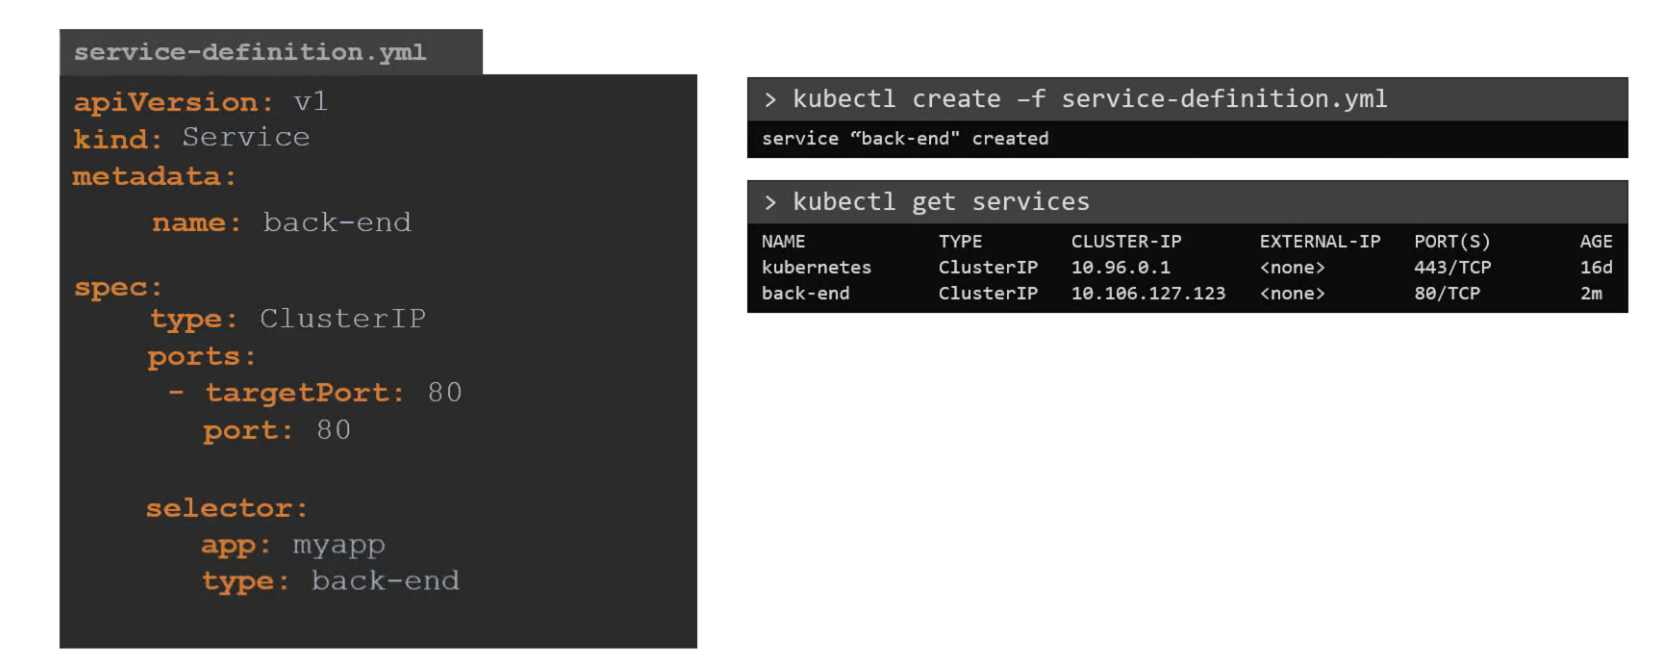 service-definition.yml
apiVersion: v1
kind: Service
metadata:
name: back-end
spec:
type: ClusterIP
ports:
- targetPort: 80
port: 80
selector:
app: myapp
type: back-end
> kubectl create –f service-definition.yml
service “back-end" created
> kubectl get services
NAME TYPE CLUSTER-IP EXTERNAL-IP PORT(S) AGE
kubernetes ClusterIP 10.96.0.1 <none> 443/TCP 16d
back-end ClusterIP 10.106.127.123 <none> 80/TCP 2m